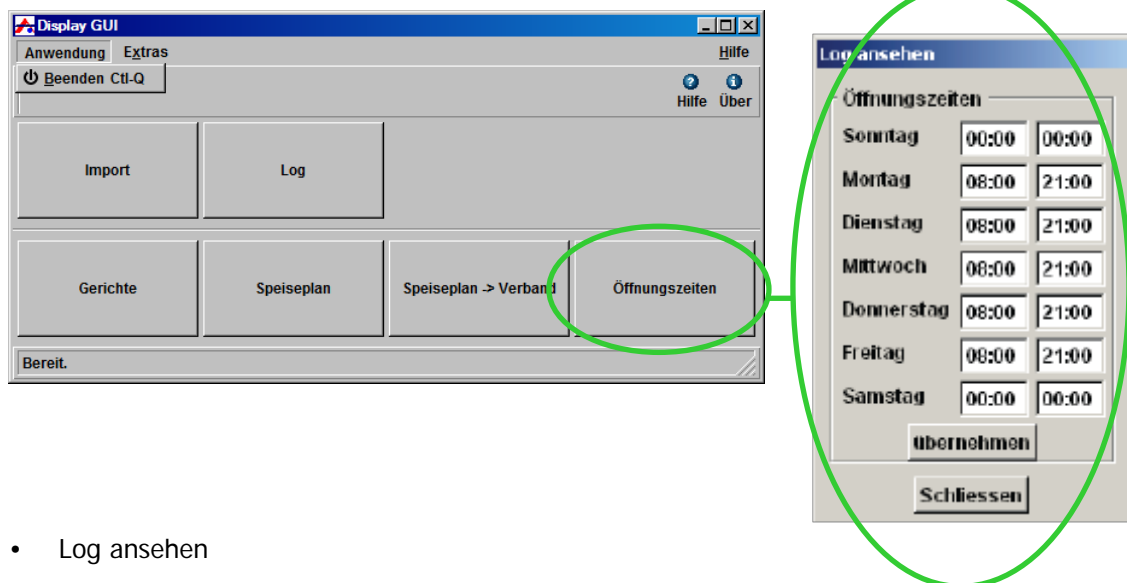 Display GUI
Anwendung Extras Hilfe
Beenden Ctl-Q
Hilfe Über
Import Log
Gerichte Speiseplan Speiseplan -> Verband Öffnungszeiten
Bereit.
Log ansehen
Öffnungszeiten
Sonntag 00:00 00:00
Montag 08:00 21:00
Dienstag 08:00 21:00
Mittwoch 08:00 21:00
Donnerstag 08:00 21:00
Freitag 08:00 21:00
Samstag 00:00 00:00
übernehmen
Schliessen
• Log ansehen